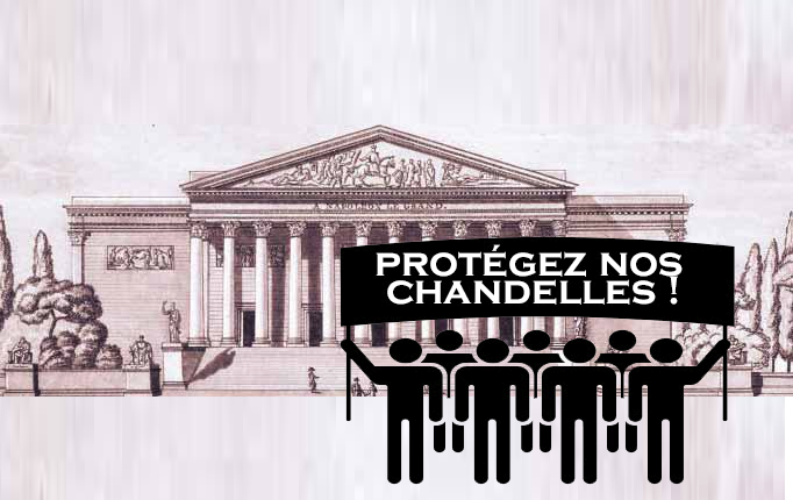 A NAPOLEON LE GRAND.
PROTÉGEZ NOS
CHANDELLES !